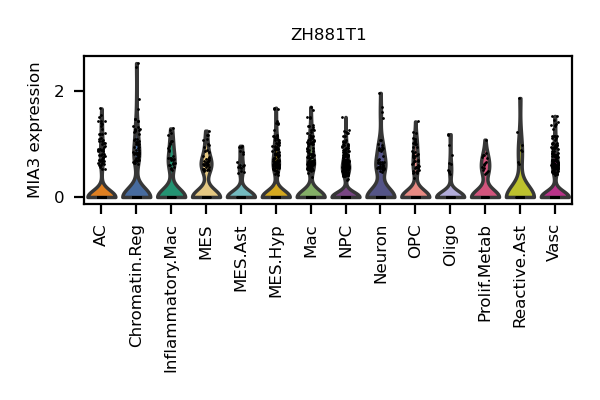 ZH881T1
MIA3 expression
2
0
AC
Chromatin.Reg
Inflammatory.Mac
MES
MES.Ast
MES.Hyp
Mac
NPC
Neuron
OPC
Oligo
Prolif.Metab
Reactive.Ast
Vasc